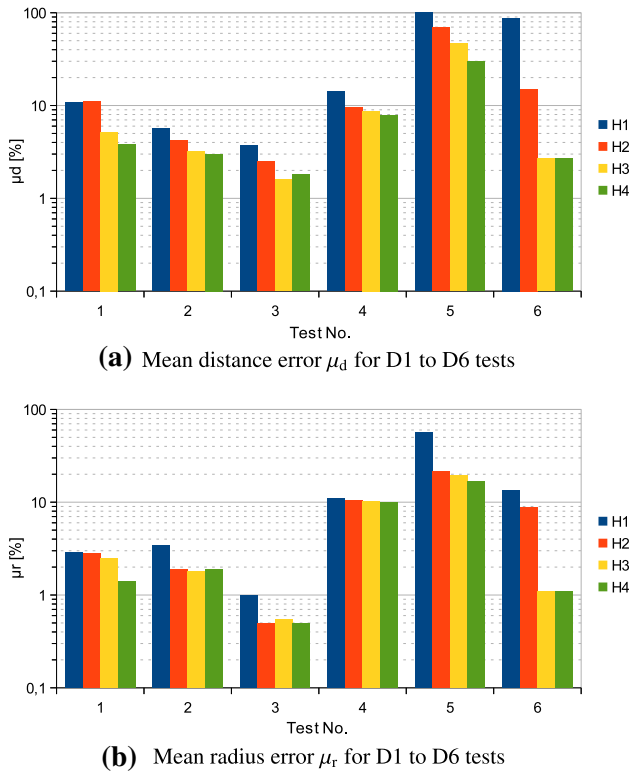 100
10
1
0,1
µd [%]
1 2 3 4 5 6
Test No.
H1
H2
H3
H4
(a) Mean distance error μd for D1 to D6 tests
100
10
1
0,1
µr [%]
1 2 3 4 5 6
Test No.
H1
H2
H3
H4
(b) Mean radius error μr for D1 to D6 tests